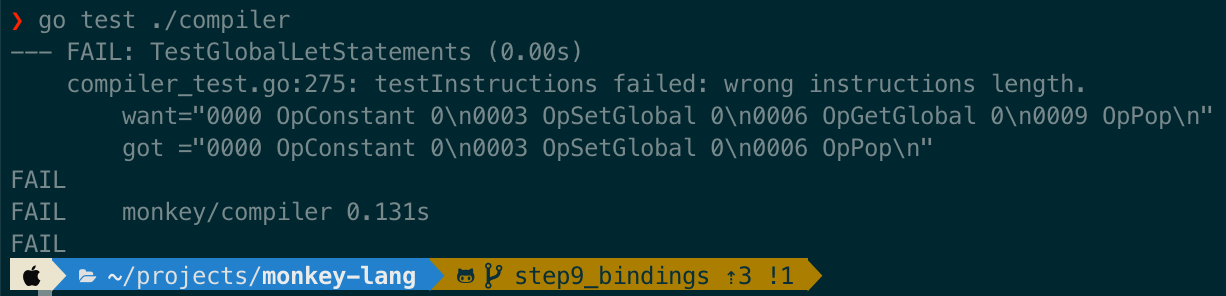 ❯ go test ./compiler
--- FAIL: TestGlobalLetStatements (0.00s)
    compiler_test.go:275: testInstructions failed: wrong instructions length.
        want="0000 OpConstant 0\n0003 OpSetGlobal 0\n0006 OpGetGlobal 0\n0009 OpPop\n"
        got ="0000 OpConstant 0\n0003 OpSetGlobal 0\n0006 OpPop\n"
FAIL
FAIL    monkey/compiler 0.131s
FAIL
~/projects/monkey-lang step9_bindings ⇡3 !1